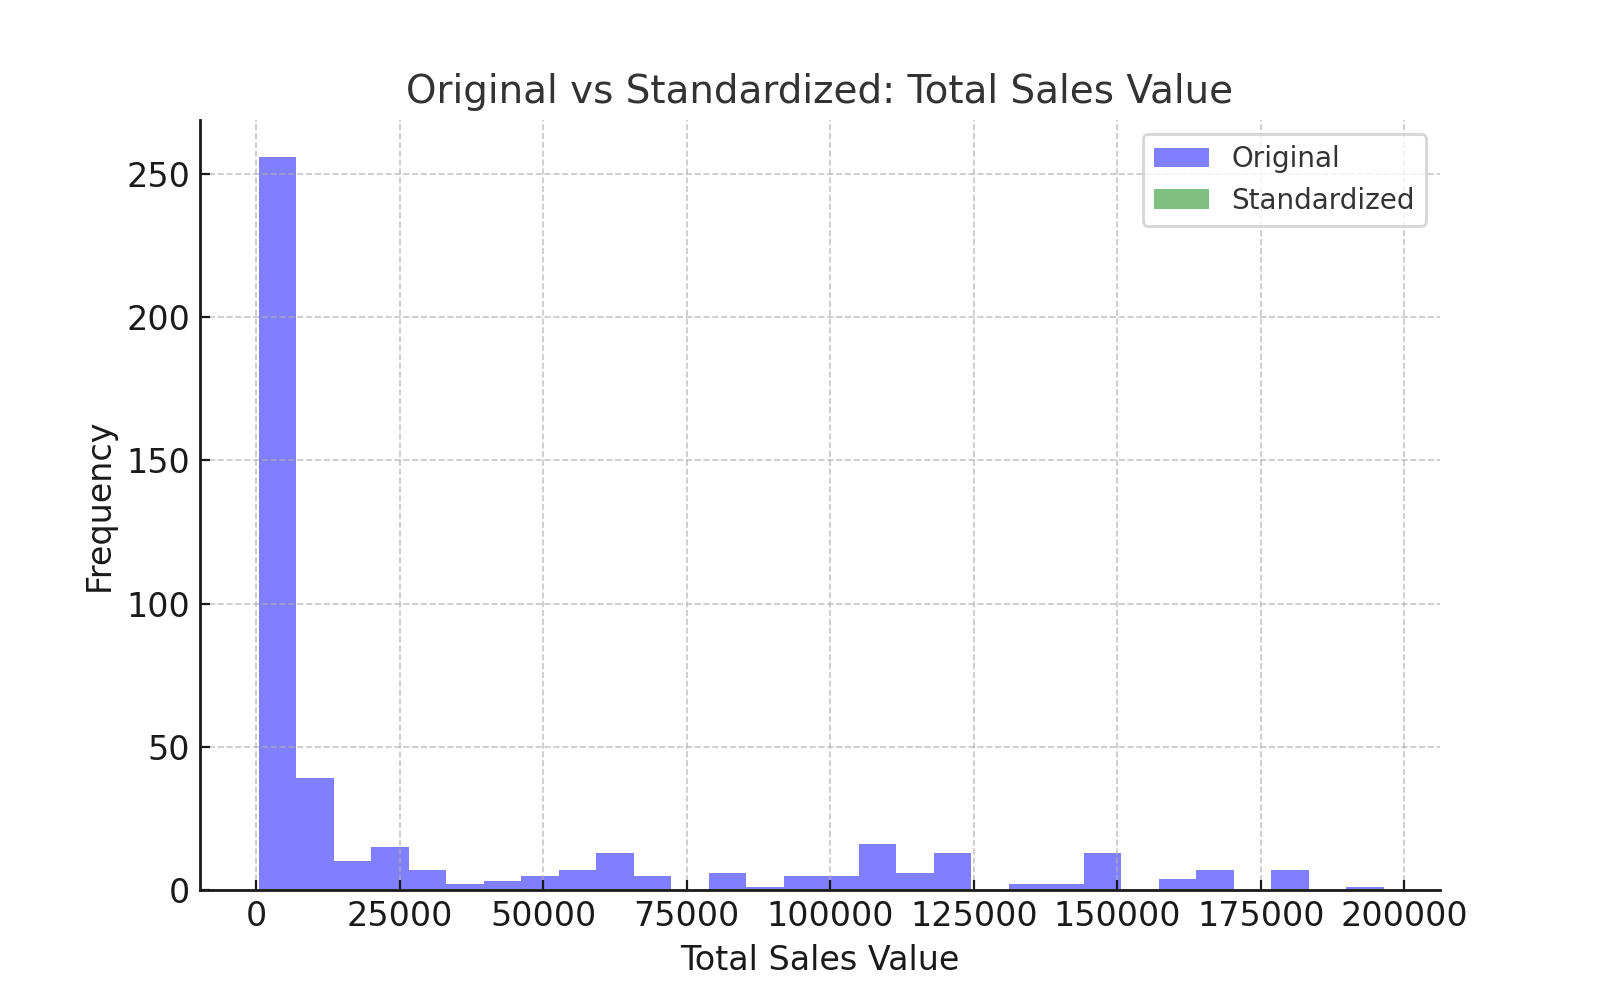 Original vs Standardized: Total Sales Value
Original
Standardized
250
200
150
100
50
0
Frequency
0 25000 50000 75000 100000 125000 150000 175000 200000
Total Sales Value